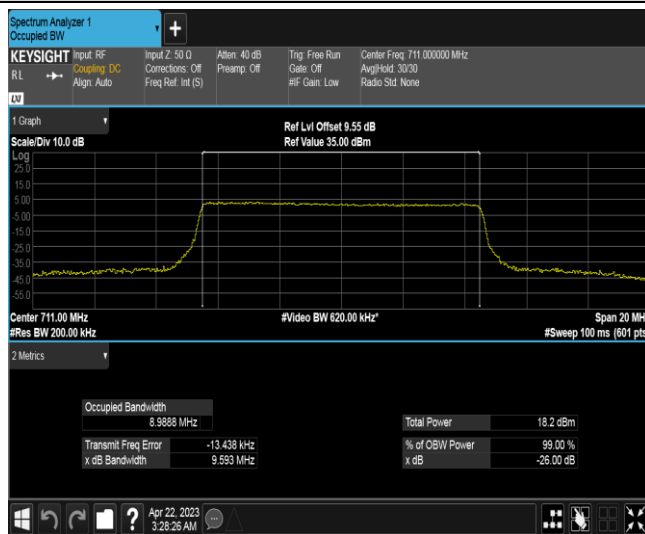 Spectrum Analyzer 1
Occupied BW
+
KEYSIGHT Input: RF Input Z: 50 Ω Atten: 40 dB Trig: Free Run Center Freq: 711.000000 MHz
RL Coupling: DC Corrections: Off Preamp: Off Gate: Off Avg|Hold: 30/30
Align: Auto Freq Ref: Int (S) #IF Gain: Low Radio Std: None
LXI
1 Graph
Ref Lvl Offset 9.55 dB
Scale/Div 10.0 dB Ref Value 35.00 dBm
Log
25.0
15.0
5.00
-5.00
-15.0
-25.0
-35.0
-45.0
-55.0
Center 711.00 MHz #Video BW 620.00 kHz* Span 20 MH
#Res BW 200.00 kHz #Sweep 100 ms (601 pts
2 Metrics
Occupied Bandwidth
8.9888 MHz Total Power 18.2 dBm
Transmit Freq Error -13.438 kHz % of OBW Power 99.00 %
x dB Bandwidth 9.593 MHz x dB -26.00 dB
? Apr 22, 2023
3:28:26 AM